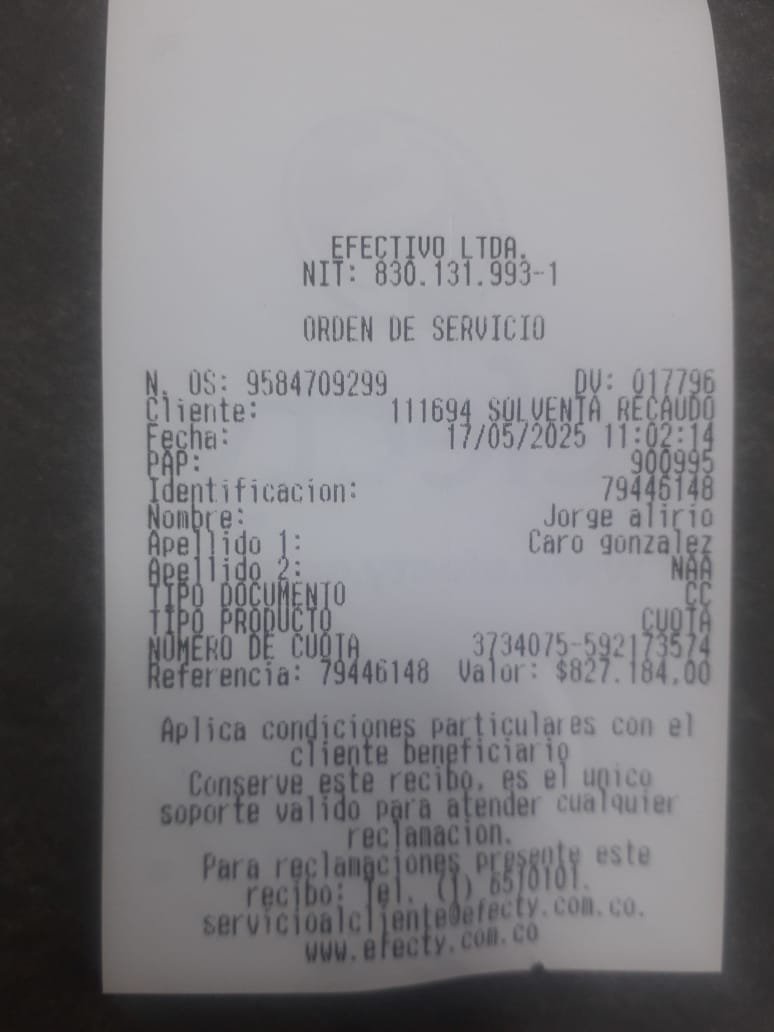 EFECTIVO LTDA.
NIT: 830.131.993-1
ORDEN DE SERVICIO
N. OS: 9584709299 DV: 017796
Cliente: 111694 SOLVENTA RECAUDO
Fecha: 17/05/2025 11:02:14
PAP: 900995
Identificacion: 79446148
Nombre: Jorge alirio
Apellido 1: Caro gonzalez
Apellido 2: NAA
TIPO DOCUMENTO CC
TIPO PRODUCTO CUOTA
NÚMERO DE CUOTA 3734075-592173574
Referencia: 79446148 Valor: $827.184,00
Aplica condiciones particulares con el
cliente beneficiario
Conserve este recibo, es el unico
soporte valido para atender cualquier
reclamacion.
Para reclamaciones presente este
recibo: Tel. (1) 6510101.
servicioalcliente@efecty.com.co.
www.efecty.com.co